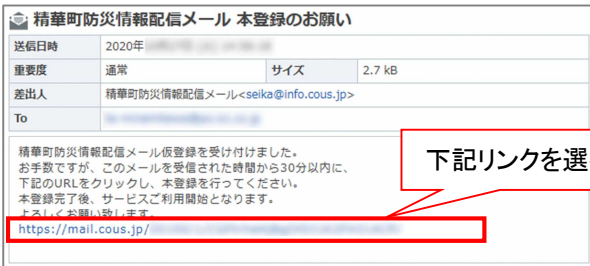 精華町防災情報配信メール 本登録のお願い
送信日時 2020年
重要度 通常 サイズ 2.7 kB
差出人 精華町防災情報配信メール<seika@info.cous.jp>
To
精華町防災情報配信メール仮登録を受け付けました。
お手数ですが、このメールを受信された時間から30分以内に、
下記のURLをクリックし、本登録を行ってください。
本登録完了後、サービスご利用開始となります。
よろしくお願い致します。
https://mail.cous.jp/
下記リンクを選